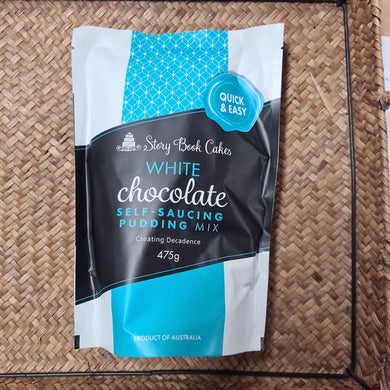 QUICK
& EASY
Story Book Cakes
WHITE
chocolate
SELF-SAUCING
PUDDING MIX
Creating Decadence
475g
PRODUCT OF AUSTRALIA